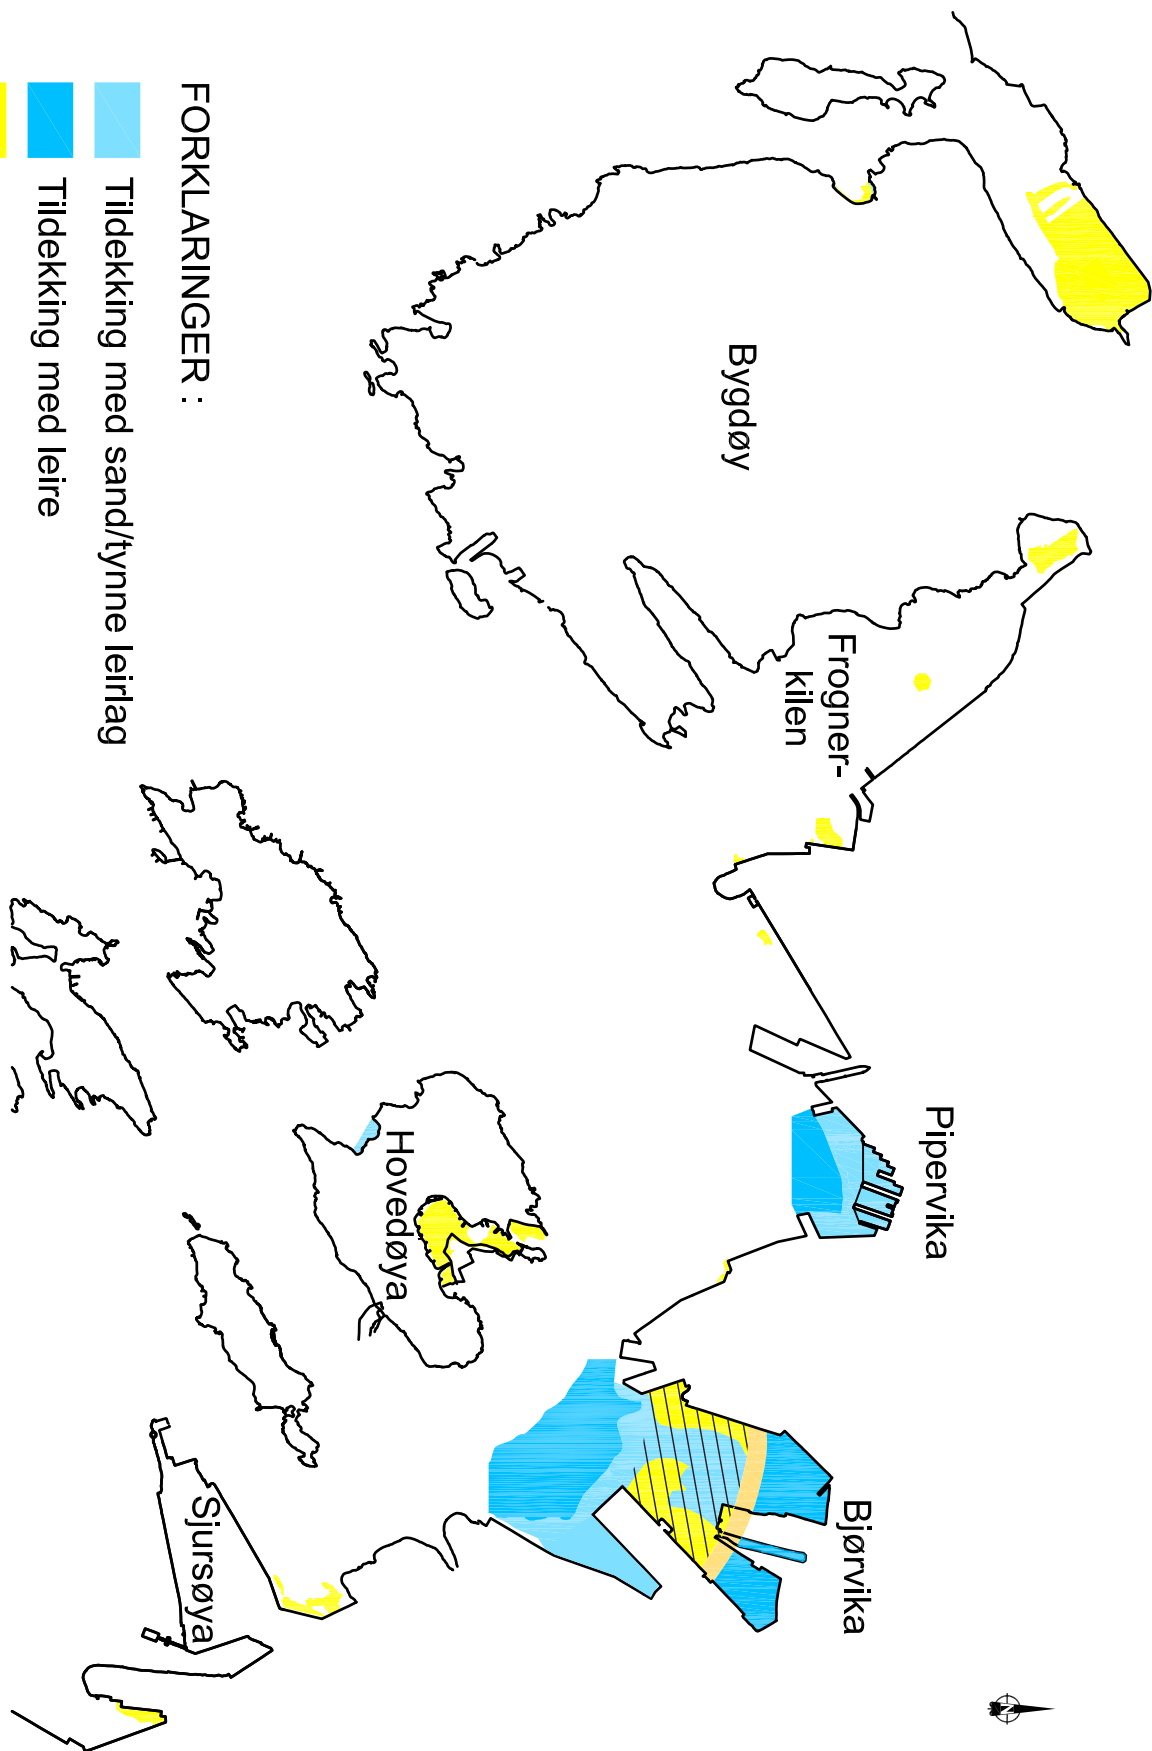 Pipervika
Bjørvika
Frogner-
kilen
Bygdøy
Hovedøya
Sjursøya
FORKLARINGER :
Tildekking med sand/tynne leirlag
Tildekking med leire